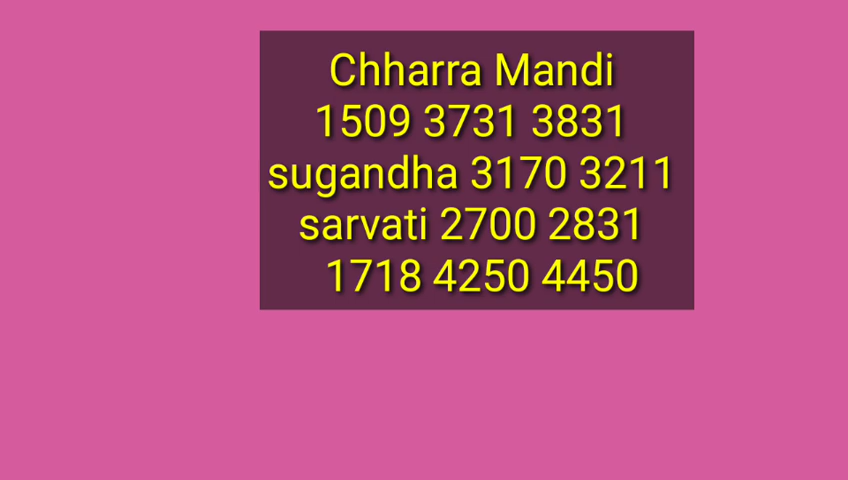 Chharra Mandi
1509 3731 3831
sugandha 3170 3211
sarvati 2700 2831
1718 4250 4450